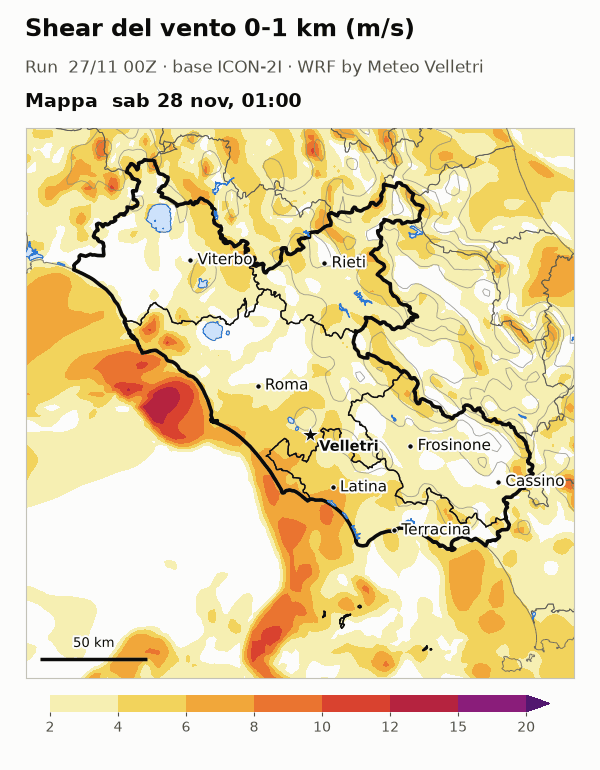 Shear del vento 0-1 km (m/s)
Run  27/11 00Z · base ICON-2I · WRF by Meteo Velletri
Mappa  sab 28 nov, 01:00
Viterbo
Rieti
Roma
Velletri
Frosinone
Cassino
Latina
Terracina
50 km
2 4 6 8 10 12 15 20